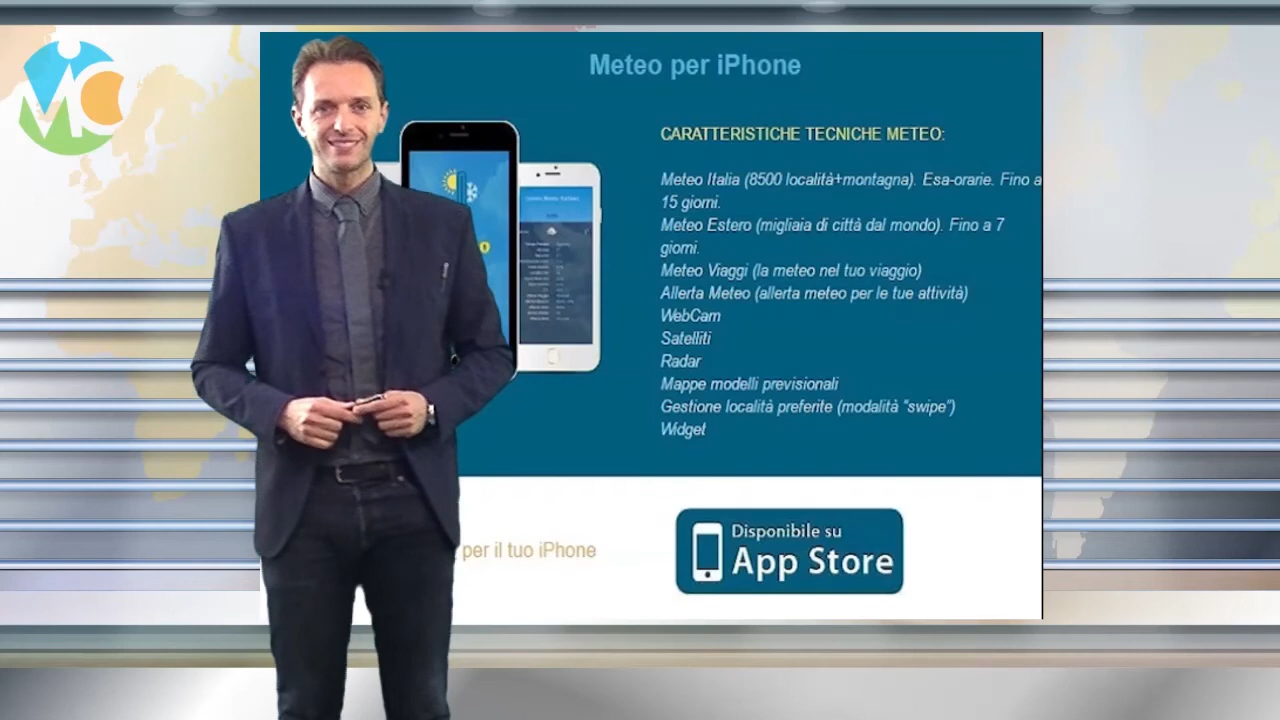 Meteo per iPhone
CARATTERISTICHE TECNICHE METEO:
Meteo Italia (8500 località+montagna). Esa-orarie. Fino a
15 giorni.
Meteo Estero (migliaia di città dal mondo). Fino a 7
giorni.
Meteo Viaggi (la meteo nel tuo viaggio)
Allerta Meteo (allerta meteo per le tue attività)
WebCam
Satelliti
Radar
Mappe modelli previsionali
Gestione località preferite (modalità "swipe")
Widget
per il tuo iPhone
Disponibile su
App Store